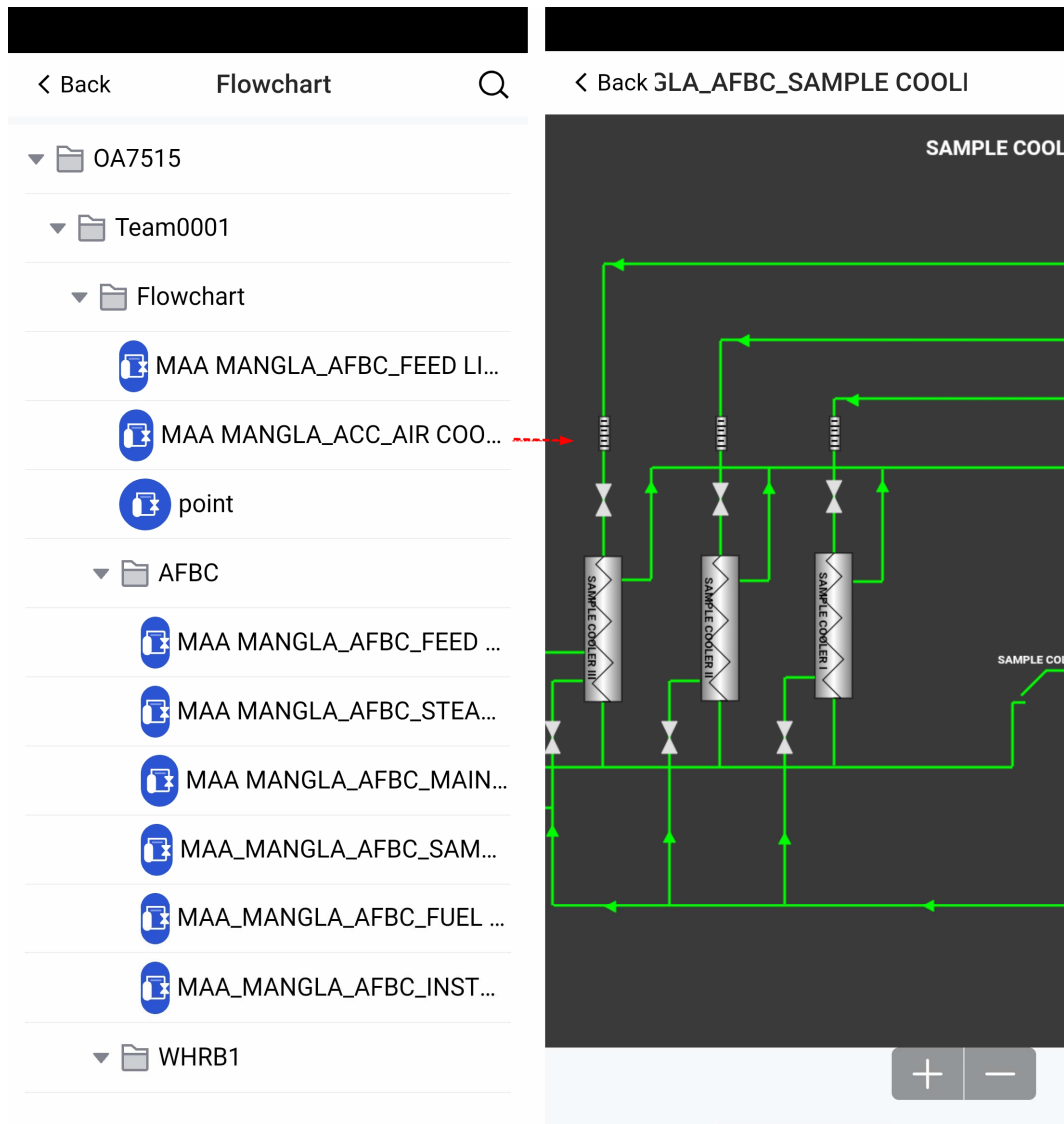 Back
Flowchart
OA7515
Team0001
Flowchart
MAA MANGLA_AFBC_FEED LI...
MAA MANGLA_ACC_AIR COO...
point
AFBC
MAA MANGLA_AFBC_FEED ...
MAA MANGLA_AFBC_STEA...
MAA MANGLA_AFBC_MAIN...
MAA_MANGLA_AFBC_SAM...
MAA_MANGLA_AFBC_FUEL ...
MAA_MANGLA_AFBC_INST...
WHRB1
Back
GLA_AFBC_SAMPLE COOLI
SAMPLE COOL
SAMPLE COOLER III
SAMPLE COOLER II
SAMPLE COOLER I
SAMPLE COO